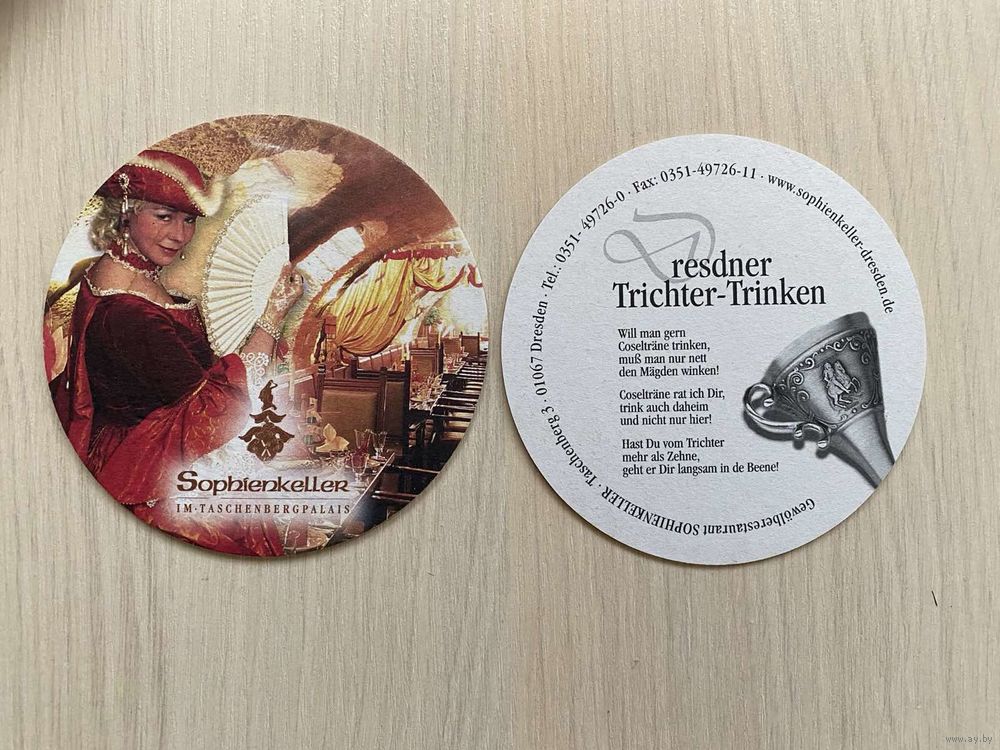 Sophienkeller
IM·TASCHENBERGPALAIS
Gewölberestaurant SOPHIENKELLER · Taschenberg 3 · 01067 Dresden · Tel.: 0351- 49726-0 · Fax: 0351-49726-11 · www.sophienkeller-dresden.de
Dresdner
Trichter-Trinken
Will man gern
Coselträne trinken,
muß man nur nett
den Mägden winken!
Coselträne rat ich Dir,
trink auch daheim
und nicht nur hier!
Hast Du vom Trichter
mehr als Zehne,
geht er Dir langsam in de Beene!
www.ay.by